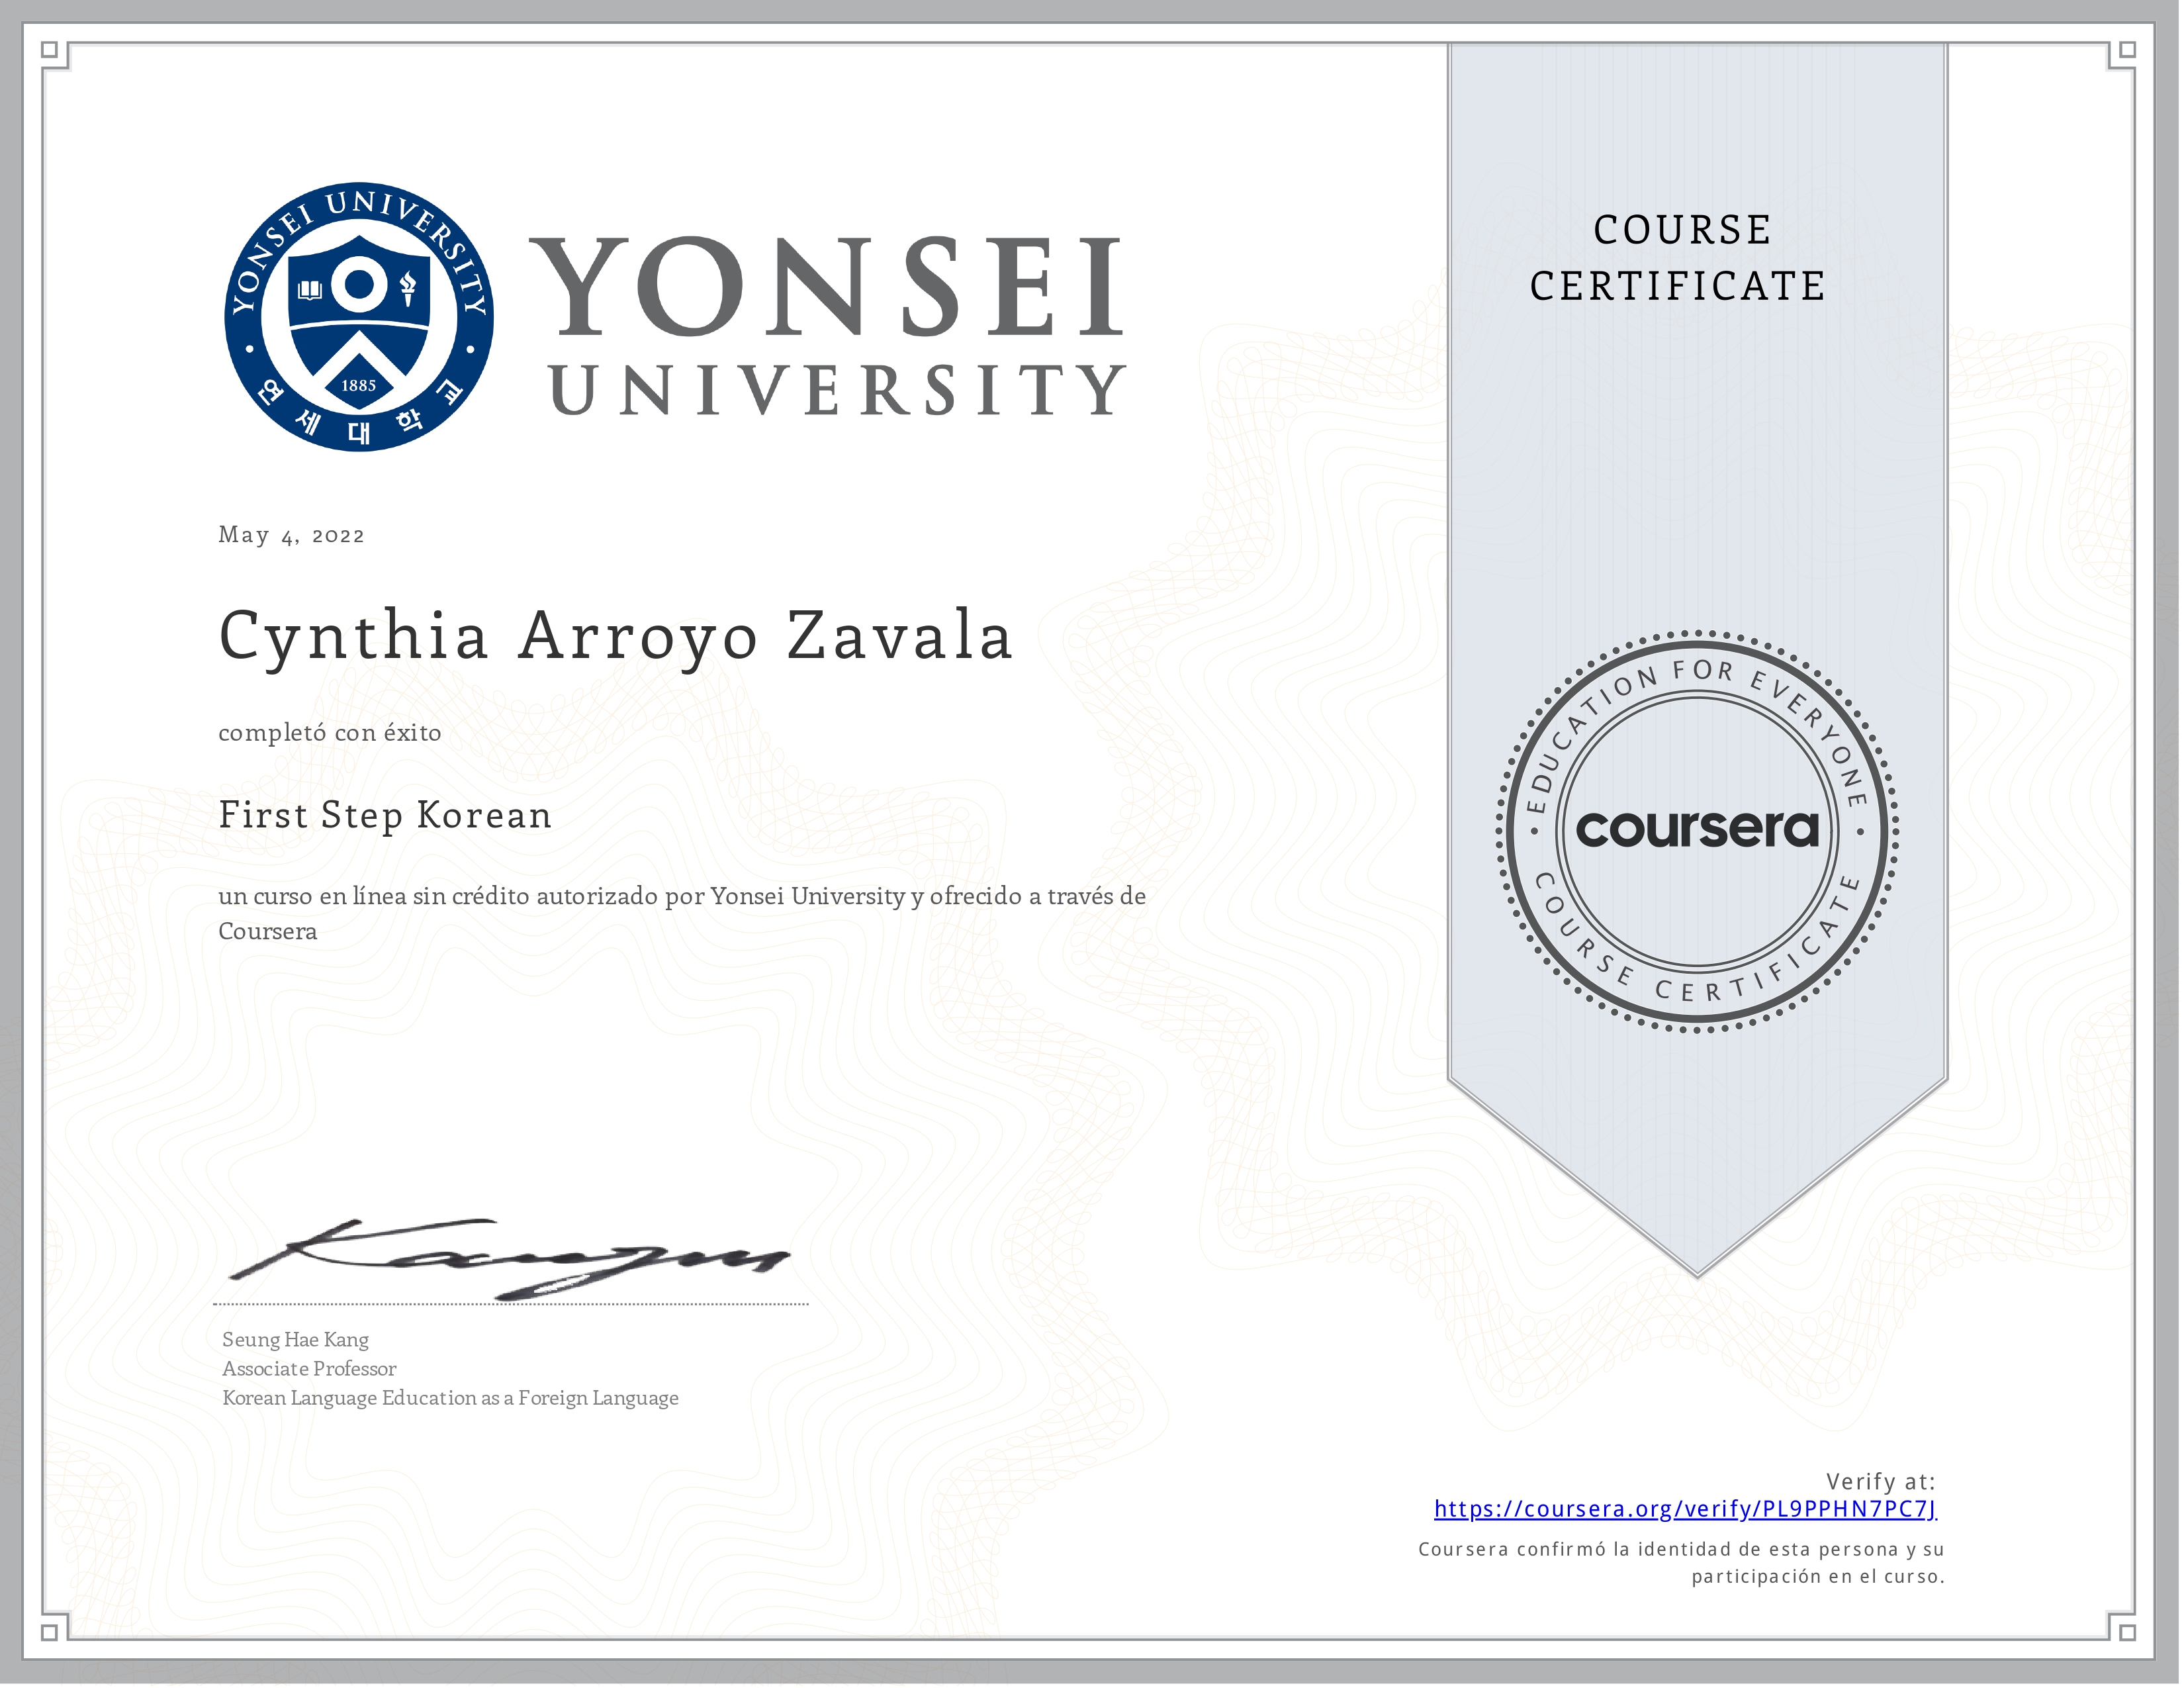 YONSEI UNIVERSITY
1885
연세대학교
YONSEI
UNIVERSITY
COURSE
CERTIFICATE
May 4, 2022
Cynthia Arroyo Zavala
completó con éxito
First Step Korean
un curso en línea sin crédito autorizado por Yonsei University y ofrecido a través de
Coursera
EDUCATION FOR EVERYONE
coursera
COURSE CERTIFICATE
Kang
Seung Hae Kang
Associate Professor
Korean Language Education as a Foreign Language
Verify at:
https://coursera.org/verify/PL9PPHN7PC7J
Coursera confirmó la identidad de esta persona y su
participación en el curso.